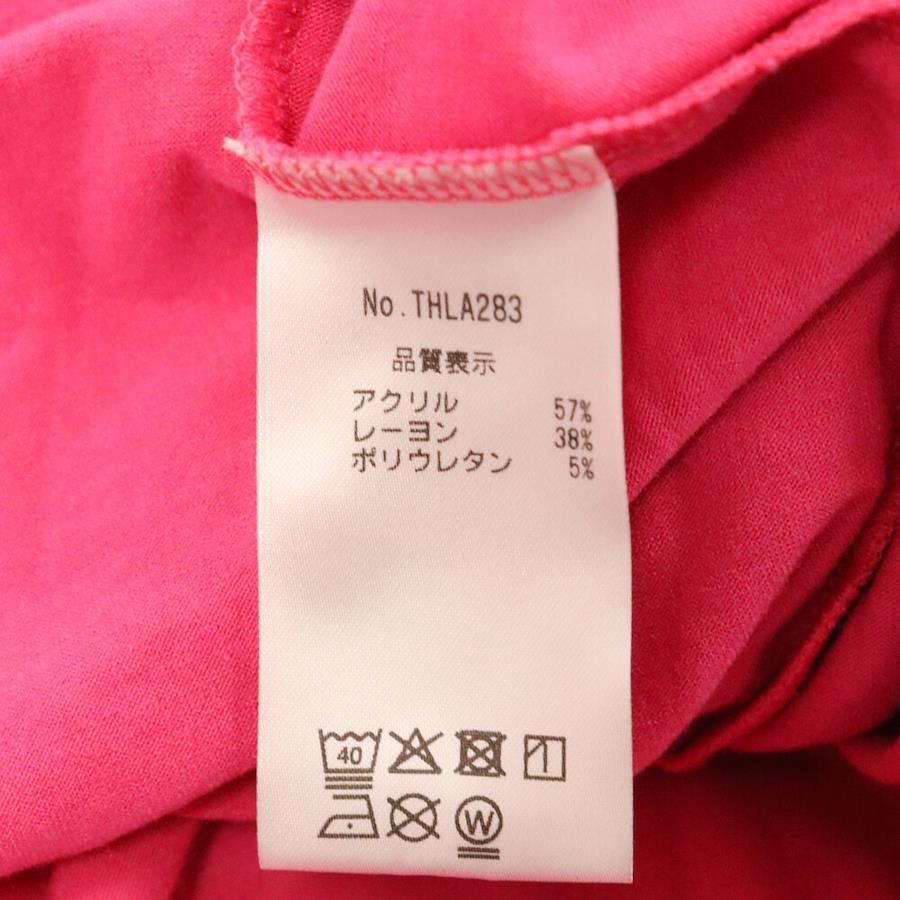 No.THLA283
品質表示
アクリル 57%
レーヨン 38%
ポリウレタン 5%
40
W